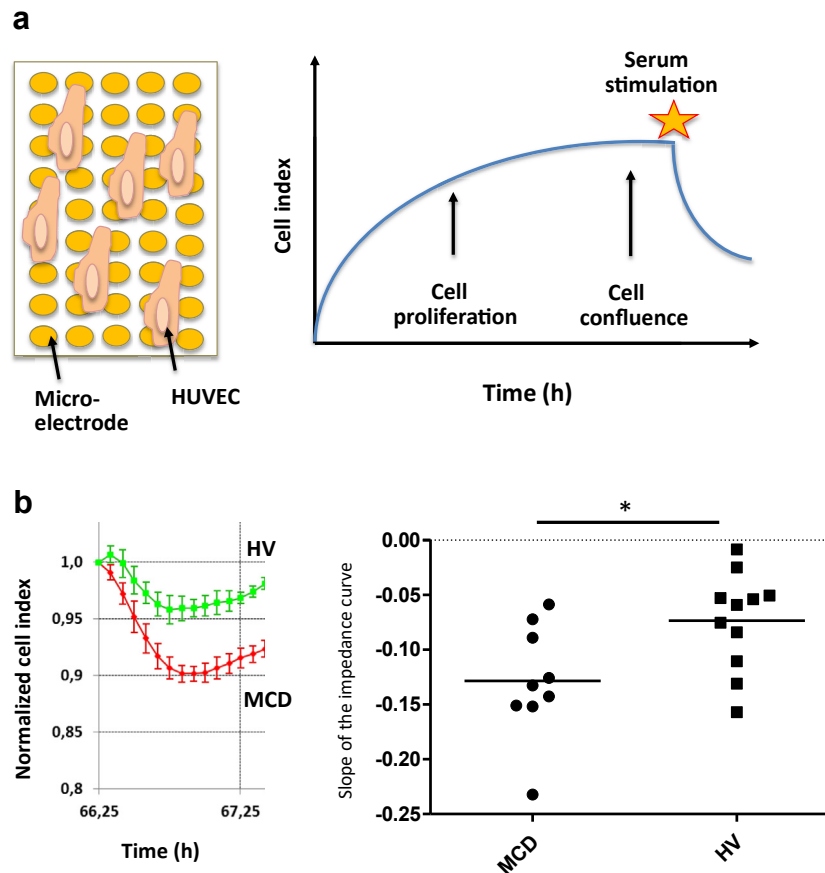 a
Serum
stimulation
Cell index
Cell
proliferation
Cell
confluence
Time (h)
Micro-
electrode
HUVEC
b
Normalized cell index
1,0
0,95
0,9
0,85
0,8
HV
MCD
66,25
67,25
Time (h)
*
Slope of the impedance curve
0.00
-0.05
-0.10
-0.15
-0.20
-0.25
MCD
HV